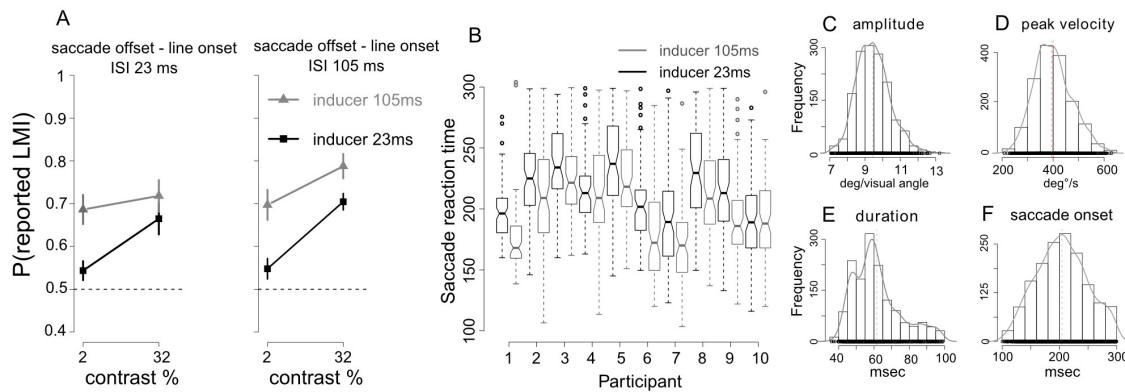 A
saccade offset - line onset
ISI 23 ms
saccade offset - line onset
ISI 105 ms
inducer 105ms
inducer 23ms
P(reported LMI)
1
0.9
0.8
0.7
0.6
0.5
0.4
2
32
contrast %
2
32
contrast %
B
inducer 105ms
inducer 23ms
Saccade reaction time
300
250
200
150
100
1 2 3 4 5 6 7 8 9 10
Participant
C
amplitude
Frequency
300
150
0
7 9 11 13
deg/visual angle
D
peak velocity
400
200
0
200 400 600
deg°/s
E
duration
Frequency
300
150
0
40 60 80 100
msec
F
saccade onset
250
125
0
100 200 300
msec